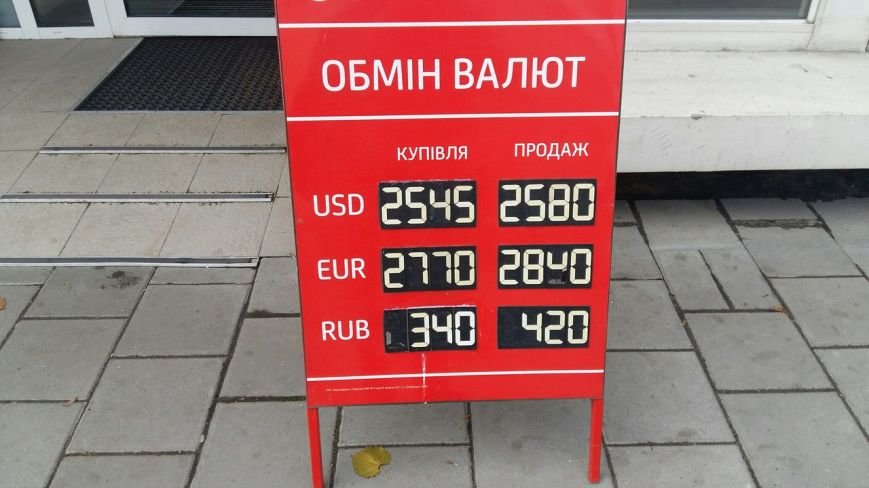 ОБМІН ВАЛЮТ
КУПІВЛЯ ПРОДАЖ
USD 2545 2580
EUR 2770 2840
RUB 340 420